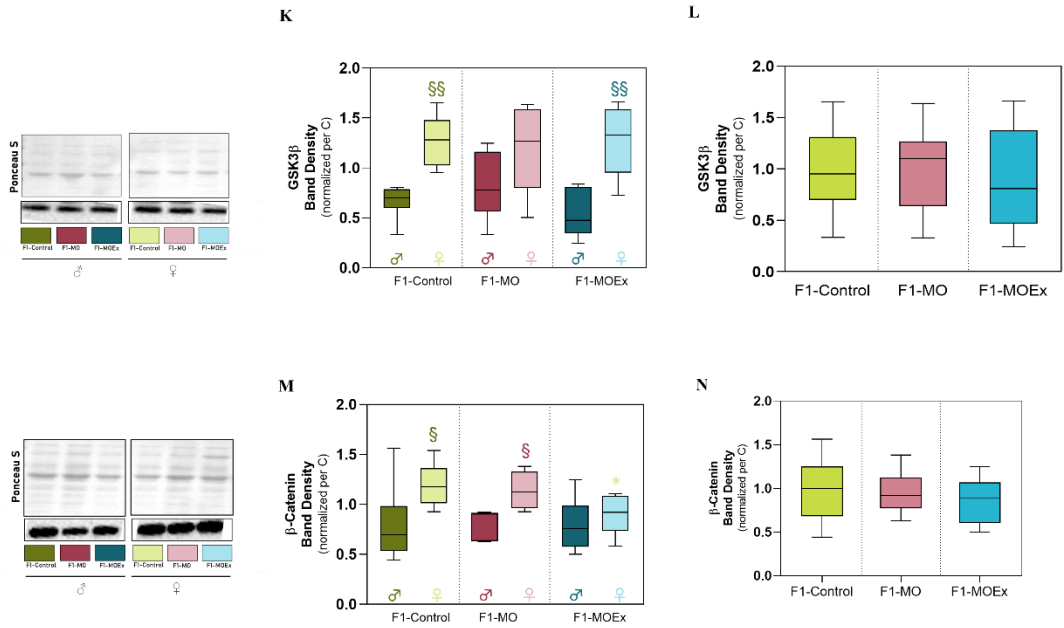 K
L
Ponceau S
F1-Control F1-MO F1-MOEx F1-Control F1-MO F1-MOEx
♂ ♀
GSK3β
Band Density
(normalized per C)
2.0
1.5
1.0
0.5
0.0
§§ §§
♂ ♀ ♂ ♀ ♂ ♀
F1-Control F1-MO F1-MOEx
GSK3β
Band Density
(normalized per C)
2.0
1.5
1.0
0.5
0.0
F1-Control F1-MO F1-MOEx
M
N
Ponceau S
F1-Control F1-MO F1-MOEx F1-Control F1-MO F1-MOEx
♂ ♀
β-Catenin
Band Density
(normalized per C)
2.0
1.5
1.0
0.5
0.0
§ § *
♂ ♀ ♂ ♀ ♂ ♀
F1-Control F1-MO F1-MOEx
β-Catenin
Band Density
(normalized per C)
2.0
1.5
1.0
0.5
0.0
F1-Control F1-MO F1-MOEx